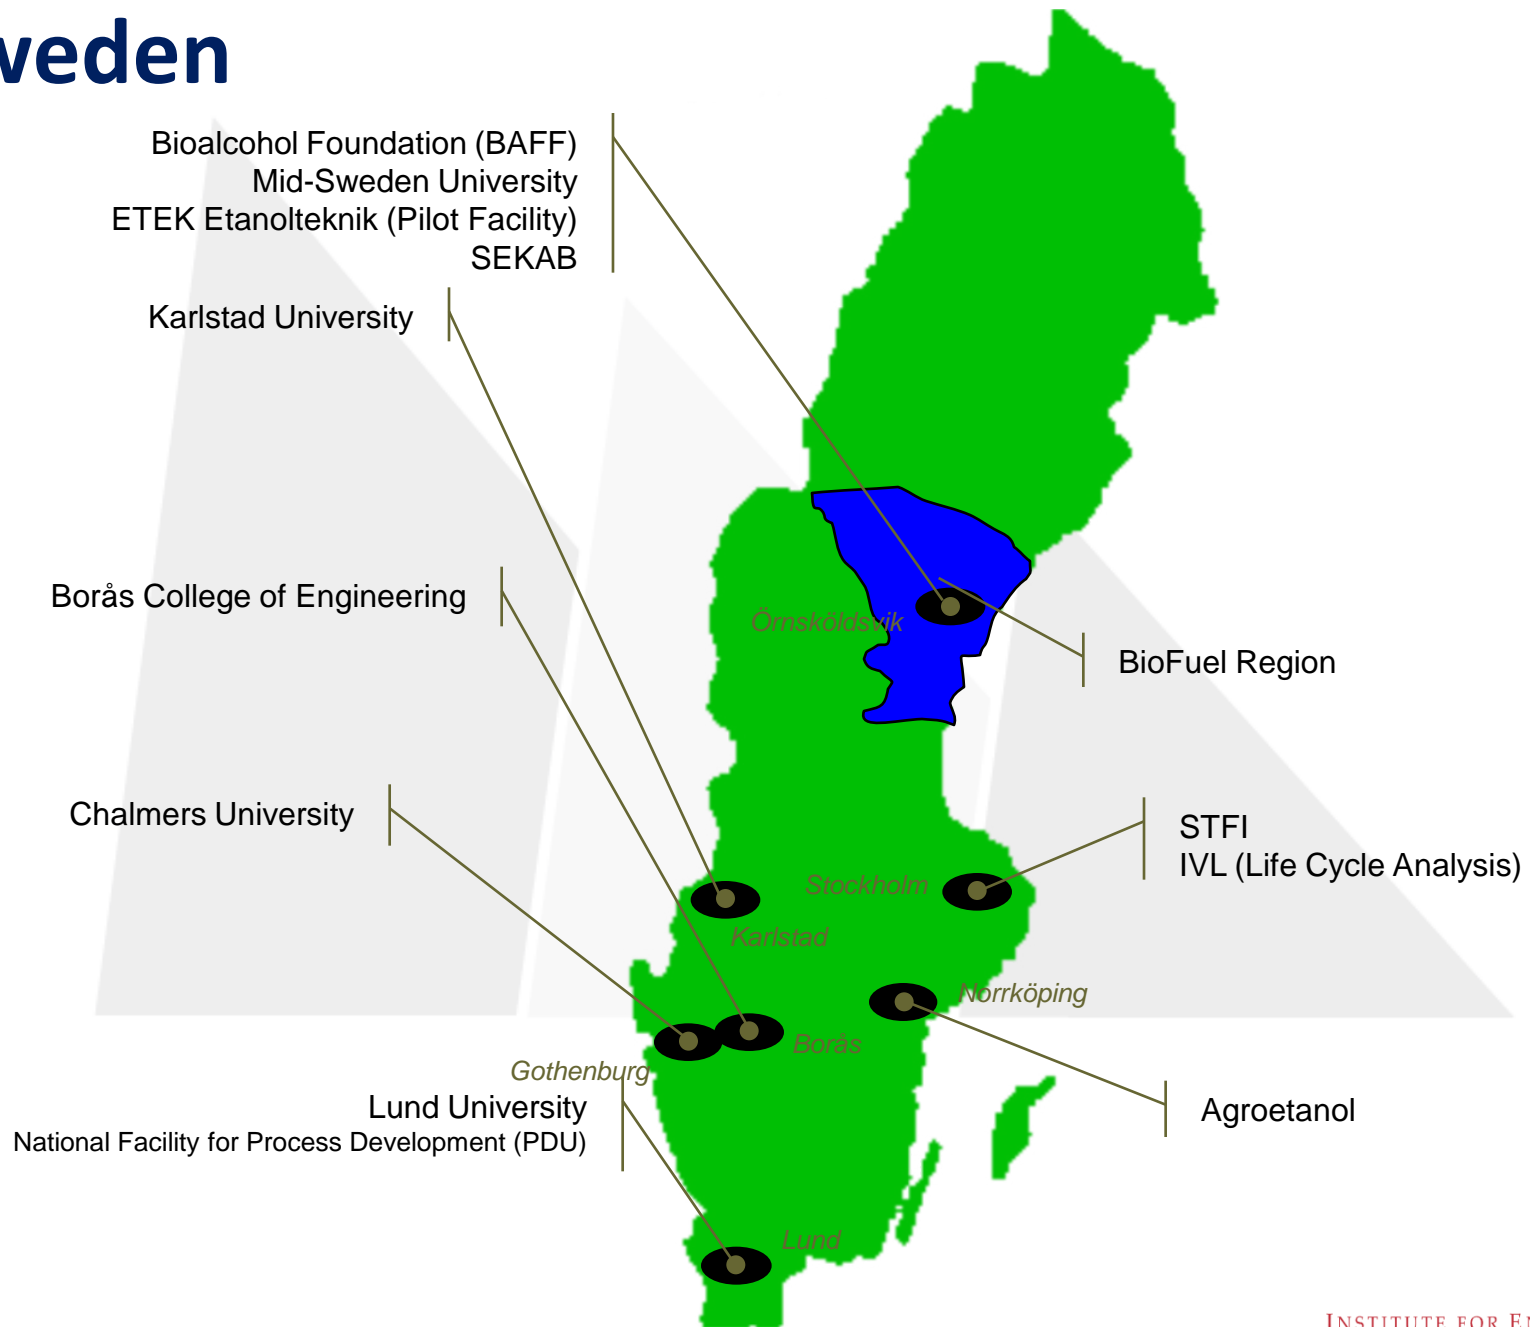 weden
Bioalcohol Foundation (BAFF)
Mid-Sweden University
ETEK Etanolteknik (Pilot Facility)
SEKAB
Karlstad University
Borås College of Engineering
Örnsköldsvik
BioFuel Region
Chalmers University
STFI
IVL (Life Cycle Analysis)
Stockholm
Karlstad
Norrköping
Borås
Gothenburg
Lund University
National Facility for Process Development (PDU)
Agroetanol
Lund
INSTITUTE FOR